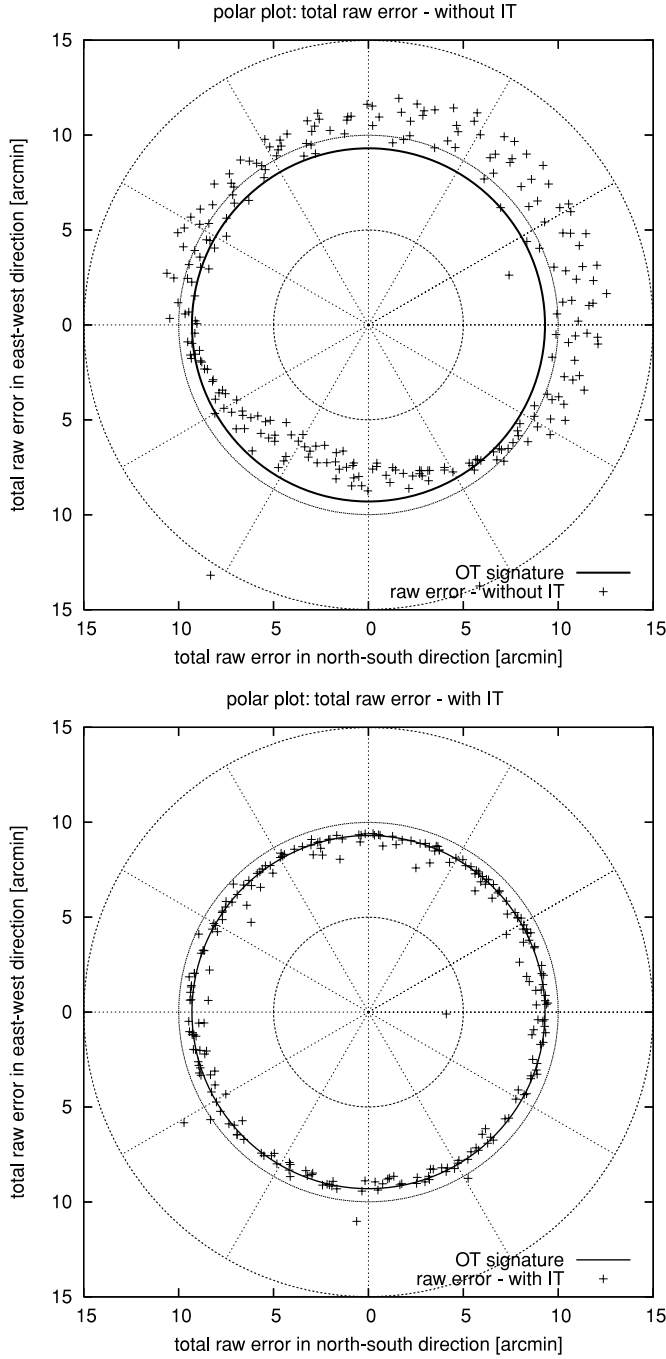 polar plot: total raw error - without IT
15
10
5
0
5
10
15
total raw error in east-west direction [arcmin]
OT signature
raw error - without IT
15 10 5 0 5 10 15
total raw error in north-south direction [arcmin]
polar plot: total raw error - with IT
15
10
5
0
5
10
15
total raw error in east-west direction [arcmin]
OT signature
raw error - with IT
15 10 5 0 5 10 15
total raw error in north-south direction [arcmin]